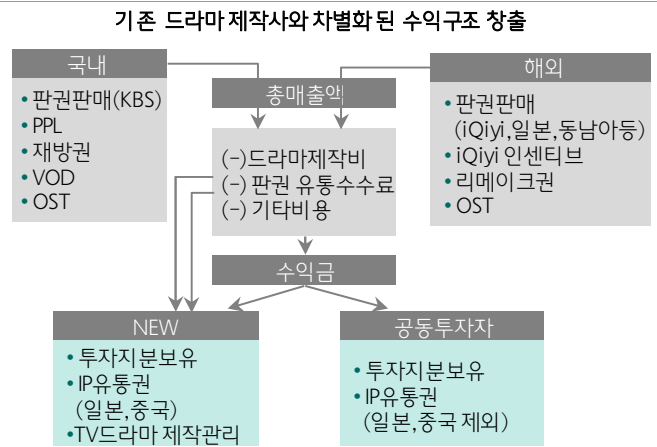 기존 드라마 제작사와 차별화 된 수익구조 창출
국내
• 판권판매(KBS)
• PPL
• 재방권
• VOD
• OST
총매출액
해외
• 판권판매
(iQiyi,일본,동남아등)
• iQiyi 인센티브
• 리메이크권
• OST
(-)드라마제작비
(-) 판권 유통수수료
(-) 기타비용
수익금
NEW
• 투자지분보유
• IP유통권
(일본,중국)
•TV드라마 제작관리
공동투자자
• 투자지분보유
• IP유통권
(일본,중국 제외)